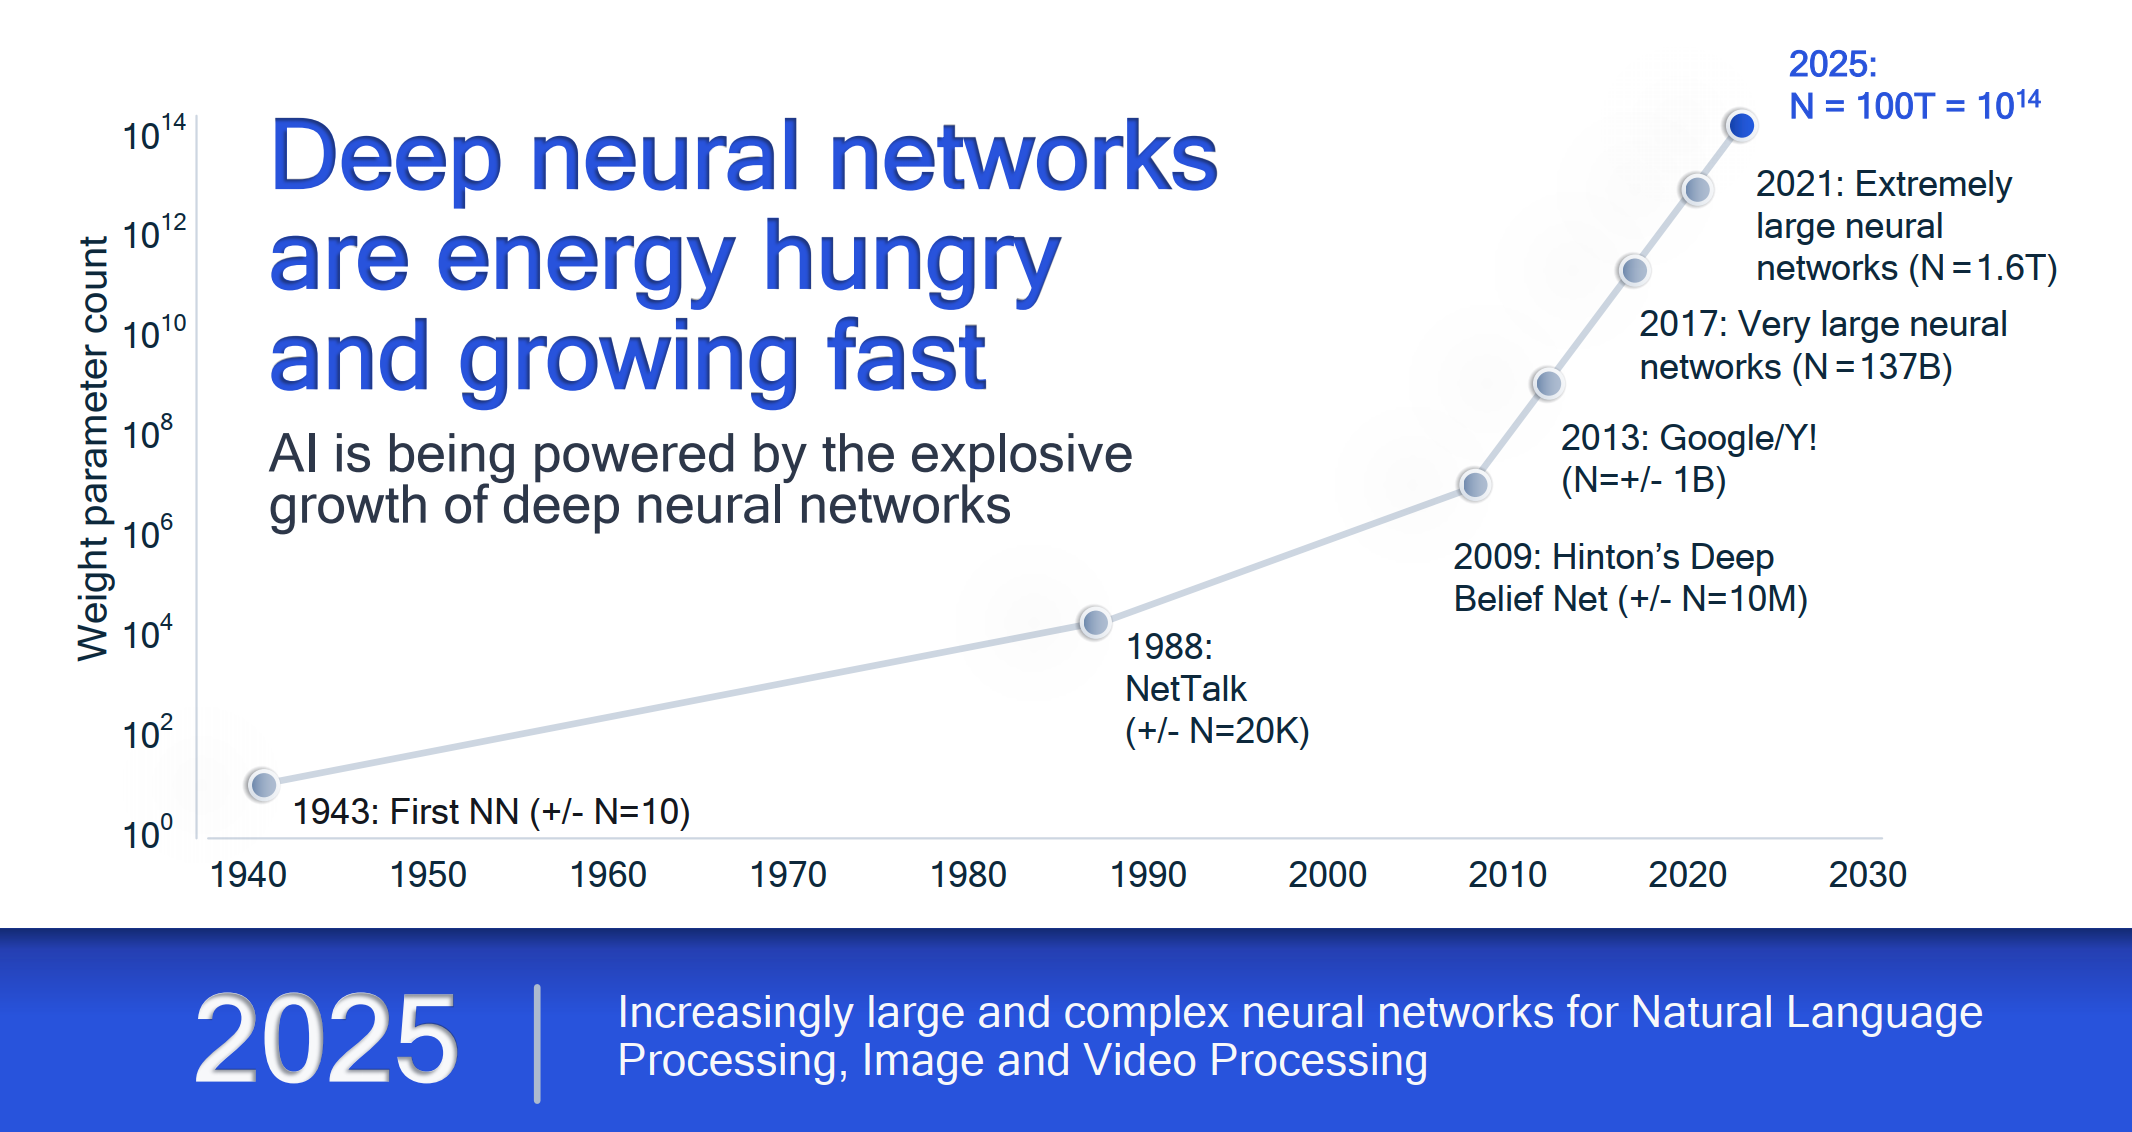 2025:
N = 100T = 10¹⁴
Deep neural networks
are energy hungry
and growing fast
AI is being powered by the explosive
growth of deep neural networks
Weight parameter count
10¹⁴
10¹²
10¹⁰
10⁸
10⁶
10⁴
10²
10⁰
2021: Extremely
large neural
networks (N = 1.6T)
2017: Very large neural
networks (N = 137B)
2013: Google/Y!
(N=+/- 1B)
2009: Hinton’s Deep
Belief Net (+/- N=10M)
1988:
NetTalk
(+/- N=20K)
1943: First NN (+/- N=10)
1940 1950 1960 1970 1980 1990 2000 2010 2020 2030
2025
Increasingly large and complex neural networks for Natural Language
Processing, Image and Video Processing